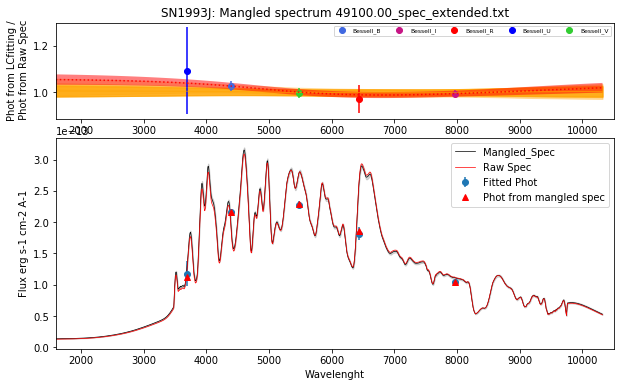 SN1993J: Mangled spectrum 49100.00_spec_extended.txt
Phot from LCfitting /
Phot from Raw Spec
1.2
1.0
Bessell_B
Bessell_I
Bessell_R
Bessell_U
Bessell_V
2000 3000 4000 5000 6000 7000 8000 9000 10000
1e−13
Flux erg s-1 cm-2 A-1
3.0
2.5
2.0
1.5
1.0
0.5
0.0
Mangled_Spec
Raw Spec
Fitted Phot
Phot from mangled spec
2000 3000 4000 5000 6000 7000 8000 9000 10000
Wavelenght